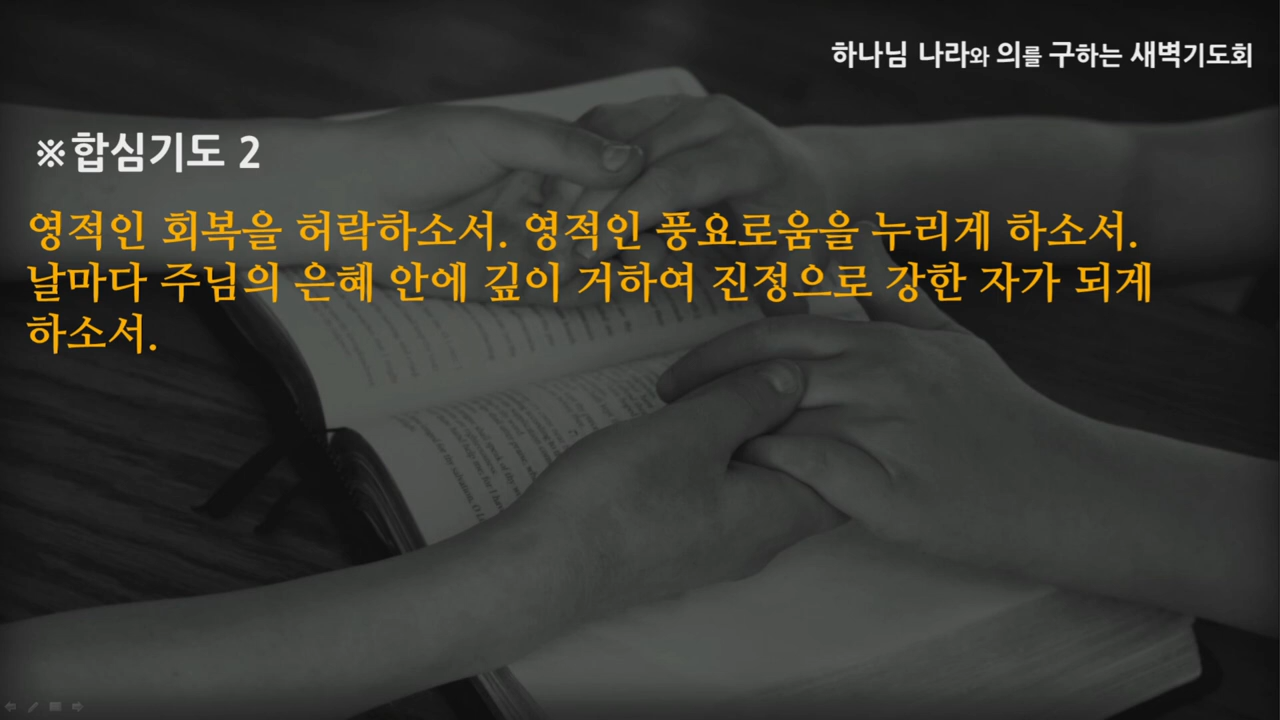 하나님 나라와 의를 구하는 새벽기도회
※합심기도 2
영적인 회복을 허락하소서. 영적인 풍요로움을 누리게 하소서.
날마다 주님의 은혜 안에 깊이 거하여 진정으로 강한 자가 되게
하소서.